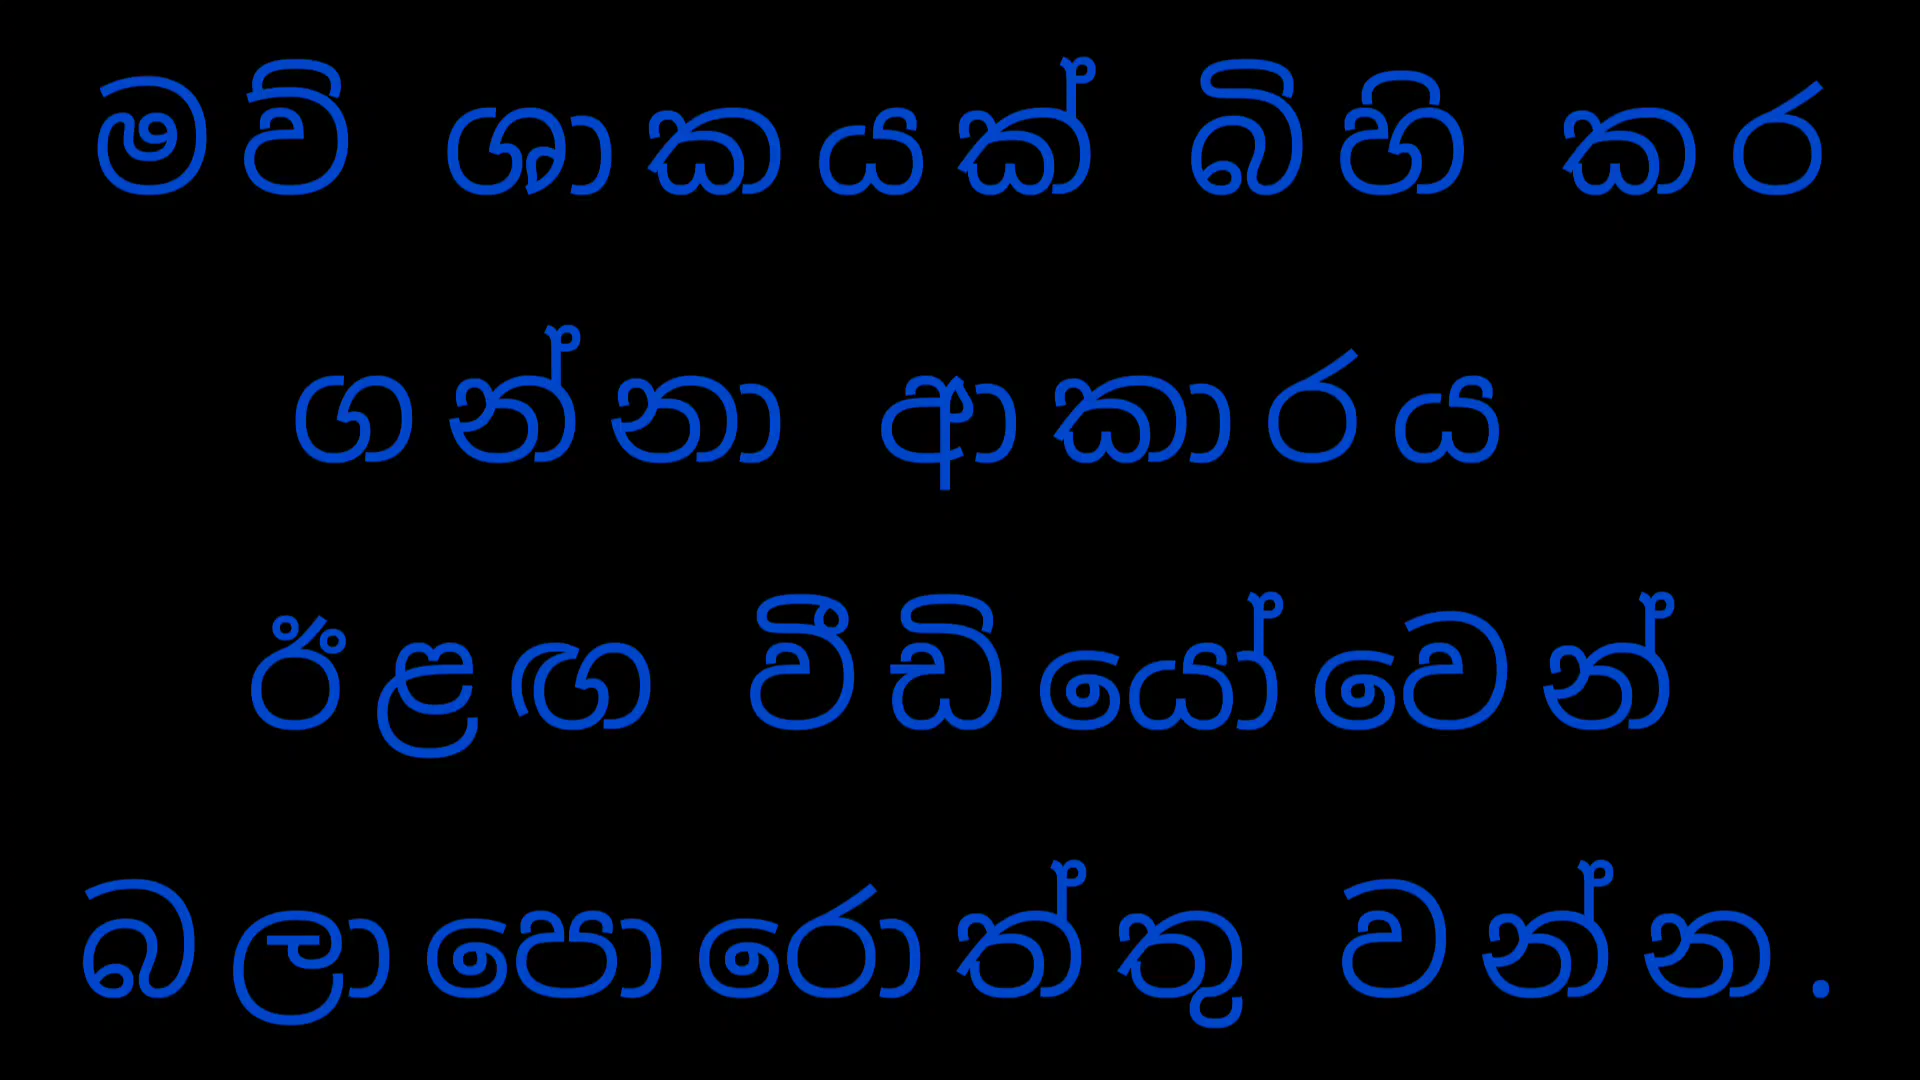 මව් ශාකයක් බිහි කර
ගන්නා ආකාරය
ඊළඟ වීඩියෝවෙන්
බලාපොරොත්තු වන්න.